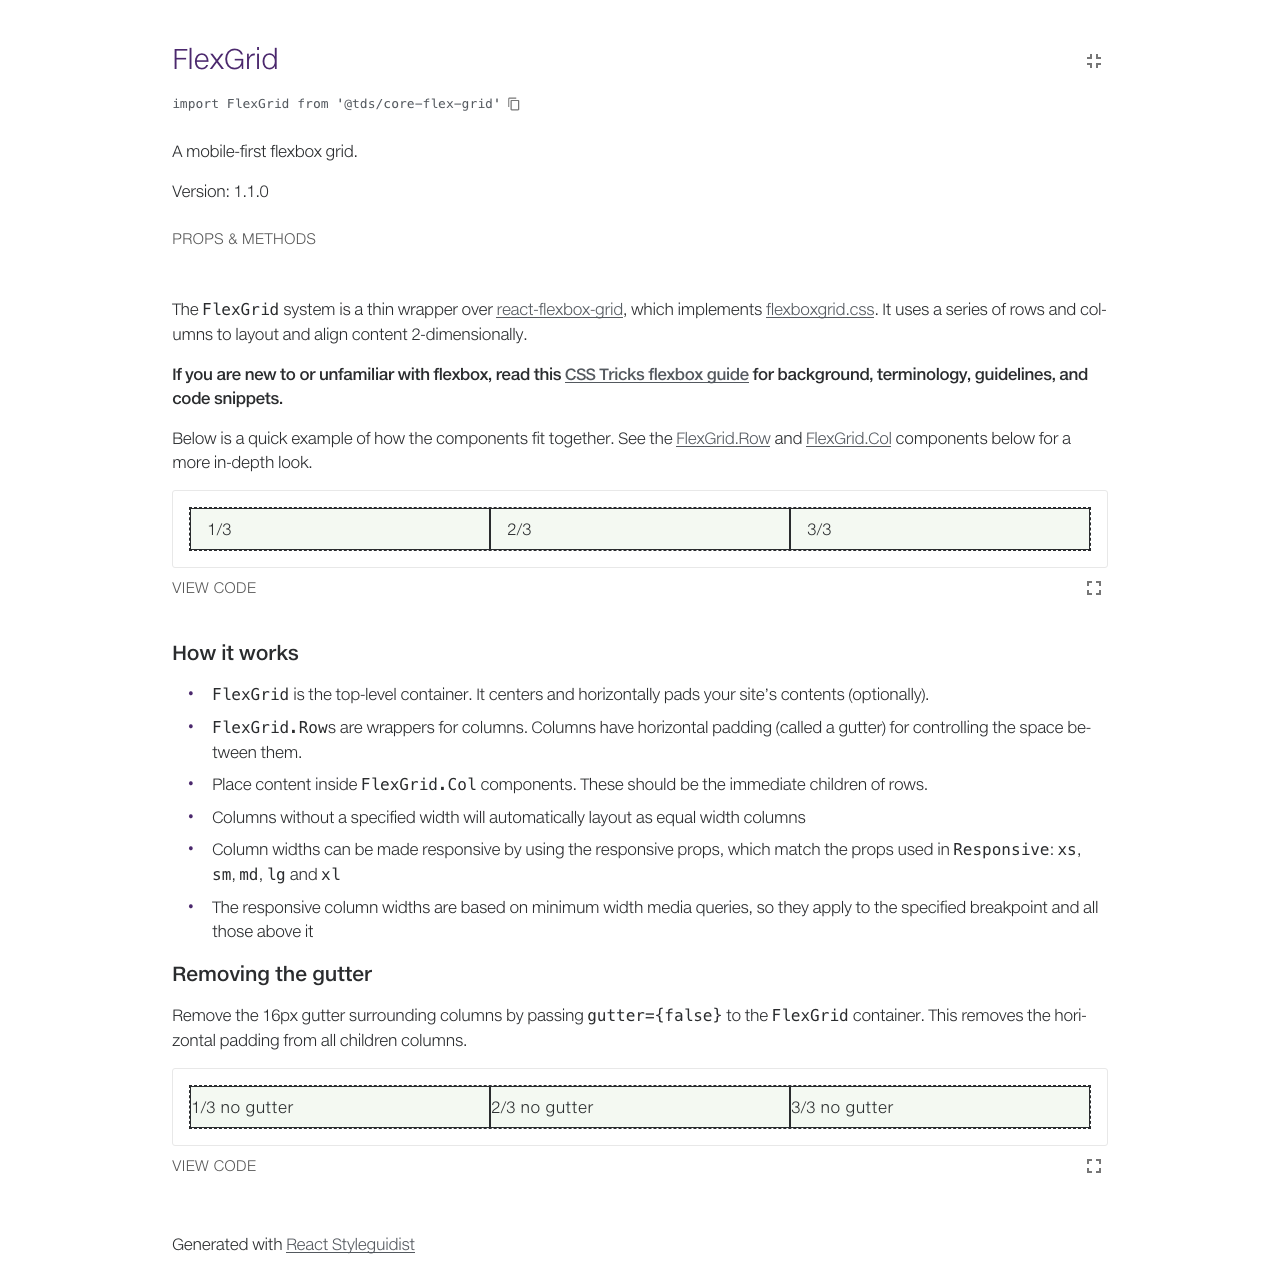 FlexGrid
import FlexGrid from '@tds/core-flex-grid'
A mobile-first flexbox grid.
Version: 1.1.0
PROPS & METHODS
The FlexGrid system is a thin wrapper over react-flexbox-grid, which implements flexboxgrid.css. It uses a series of rows and col-
umns to layout and align content 2-dimensionally.
If you are new to or unfamiliar with flexbox, read this CSS Tricks flexbox guide for background, terminology, guidelines, and
code snippets.
Below is a quick example of how the components fit together. See the FlexGrid.Row and FlexGrid.Col components below for a
more in-depth look.
1/3 2/3 3/3
VIEW CODE
How it works
• FlexGrid is the top-level container. It centers and horizontally pads your site's contents (optionally).
• FlexGrid.Rows are wrappers for columns. Columns have horizontal padding (called a gutter) for controlling the space be-
tween them.
• Place content inside FlexGrid.Col components. These should be the immediate children of rows.
• Columns without a specified width will automatically layout as equal width columns
• Column widths can be made responsive by using the responsive props, which match the props used in Responsive: xs,
sm, md, lg and xl
• The responsive column widths are based on minimum width media queries, so they apply to the specified breakpoint and all
those above it
Removing the gutter
Remove the 16px gutter surrounding columns by passing gutter={false} to the FlexGrid container. This removes the hori-
zontal padding from all children columns.
1/3 no gutter 2/3 no gutter 3/3 no gutter
VIEW CODE
Generated with React Styleguidist